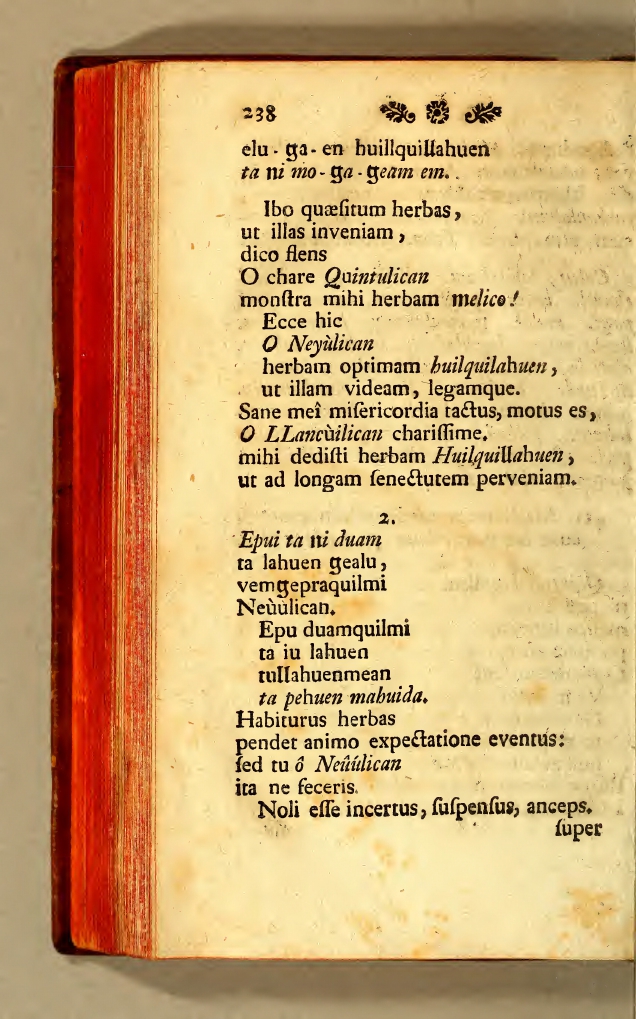 238
elu - ga - en huillquillahuen
ta ni mo - ga - geam em.
Ibo quæſitum herbas,
ut illas inveniam,
dico flens
O chare Quintulican
monſtra mihi herbam melico!
Ecce hic
O Neyùlican
herbam optimam huilquilahuen,
ut illam videam, legamque.
Sane meî miſericordia tactus, motus es,
O LLancùilican chariſſime.
mihi dediſti herbam Huilquillahuen,
ut ad longam ſenectutem perveniam.
2.
Epui ta ni duam
ta lahuen gealu,
vemgepraquilmi
Neùùlican.
Epu duamquilmi
ta iu lahuen
tullahuenmean
ta pehuen mahuida.
Habiturus herbas
pendet animo expectatione eventus:
ſed tu ô Neûúlican
ita ne feceris.
Noli eſſe incertus, ſuſpenſus, anceps.
ſuper